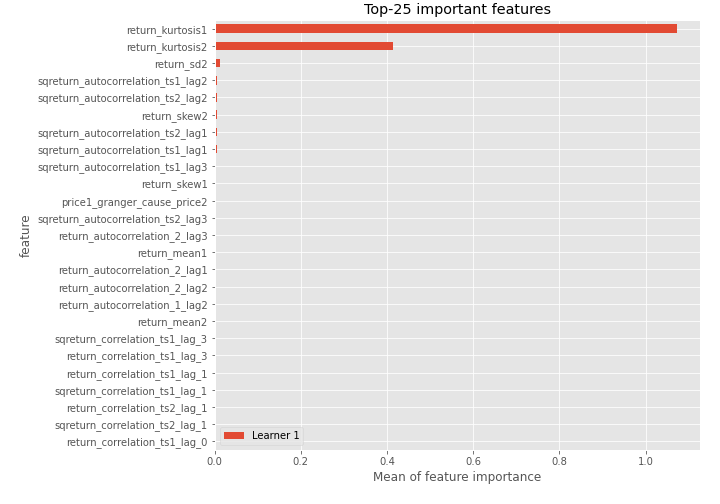 Top-25 important features
return_kurtosis1
return_kurtosis2
return_sd2
sqreturn_autocorrelation_ts1_lag2
sqreturn_autocorrelation_ts2_lag2
return_skew2
sqreturn_autocorrelation_ts2_lag1
sqreturn_autocorrelation_ts1_lag1
sqreturn_autocorrelation_ts1_lag3
return_skew1
price1_granger_cause_price2
sqreturn_autocorrelation_ts2_lag3
return_autocorrelation_2_lag3
return_mean1
return_autocorrelation_2_lag1
return_autocorrelation_2_lag2
return_autocorrelation_1_lag2
return_mean2
sqreturn_correlation_ts1_lag_3
return_correlation_ts1_lag_3
return_correlation_ts1_lag_1
sqreturn_correlation_ts1_lag_1
return_correlation_ts2_lag_1
sqreturn_correlation_ts2_lag_1
return_correlation_ts1_lag_0
feature
Learner 1
0.0 0.2 0.4 0.6 0.8 1.0
Mean of feature importance